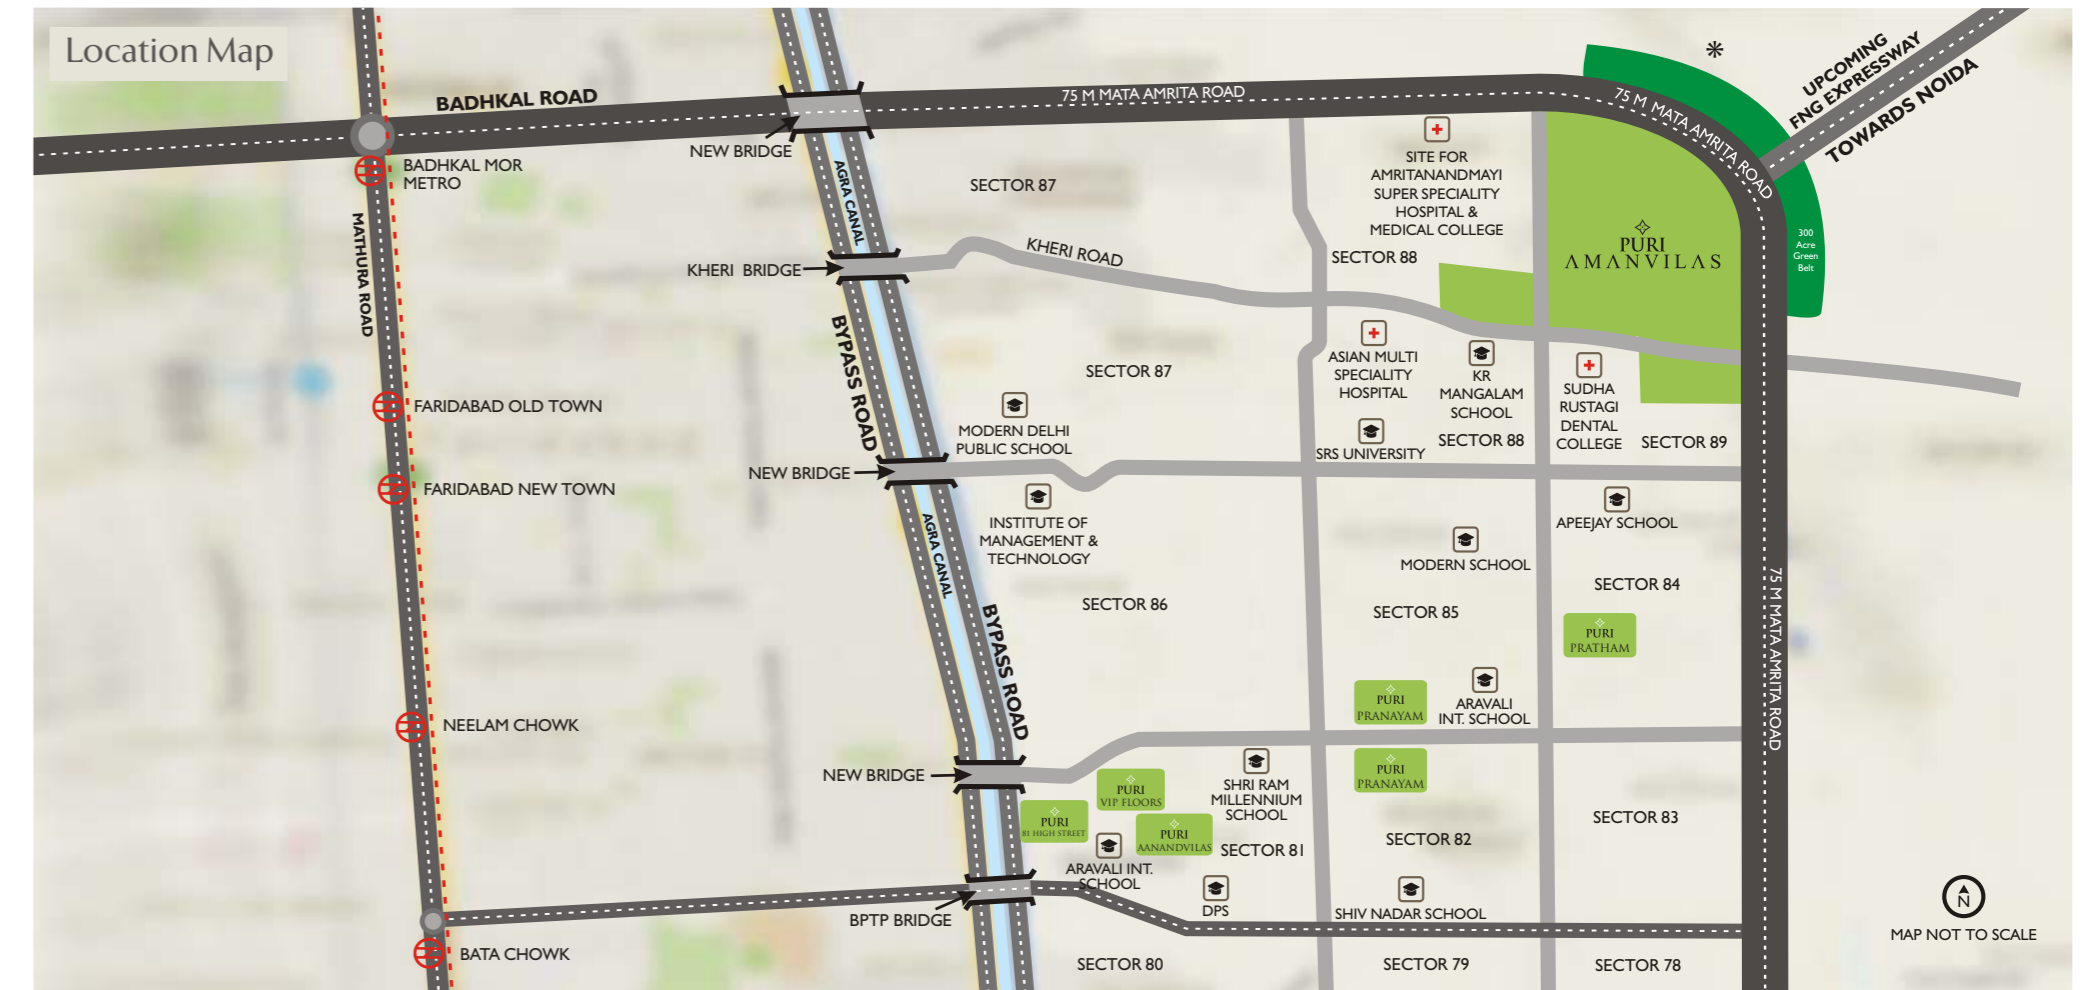 Location Map
BADHKAL ROAD
75 M MATA AMRITA ROAD
75 M MATA AMRITA ROAD
UPCOMING
FNG EXPRESSWAY
TOWARDS NOIDA
NEW BRIDGE
BADHKAL MOR
METRO
MATHURA ROAD
AGRA CANAL
SECTOR 87
SITE FOR
AMRITANANDMAYI
SUPER SPECIALITY
HOSPITAL &
MEDICAL COLLEGE
SECTOR 88
PURI
AMANVILAS
300
Acre
Green
Belt
KHERI BRIDGE
KHERI ROAD
BYPASS ROAD
SECTOR 87
ASIAN MULTI
SPECIALITY
HOSPITAL
KR
MANGALAM
SCHOOL
SUDHA
RUSTAGI
DENTAL
COLLEGE
FARIDABAD OLD TOWN
MODERN DELHI
PUBLIC SCHOOL
SRS UNIVERSITY
SECTOR 88
SECTOR 89
NEW BRIDGE
FARIDABAD NEW TOWN
INSTITUTE OF
MANAGEMENT &
TECHNOLOGY
AGRA CANAL
APEEJAY SCHOOL
MODERN SCHOOL
SECTOR 84
SECTOR 86
SECTOR 85
75 M MATA AMRITA ROAD
BYPASS ROAD
PURI
PRATHAM
PURI
PRANAYAM
ARAVALI
INT. SCHOOL
NEELAM CHOWK
NEW BRIDGE
PURI
VIP FLOORS
SHRI RAM
MILLENNIUM
SCHOOL
PURI
PRANAYAM
PURI
81 HIGH STREET
PURI
AANANDVILAS
SECTOR 81
SECTOR 82
SECTOR 83
ARAVALI INT.
SCHOOL
BPTP BRIDGE
DPS
SHIV NADAR SCHOOL
N
MAP NOT TO SCALE
BATA CHOWK
SECTOR 80
SECTOR 79
SECTOR 78